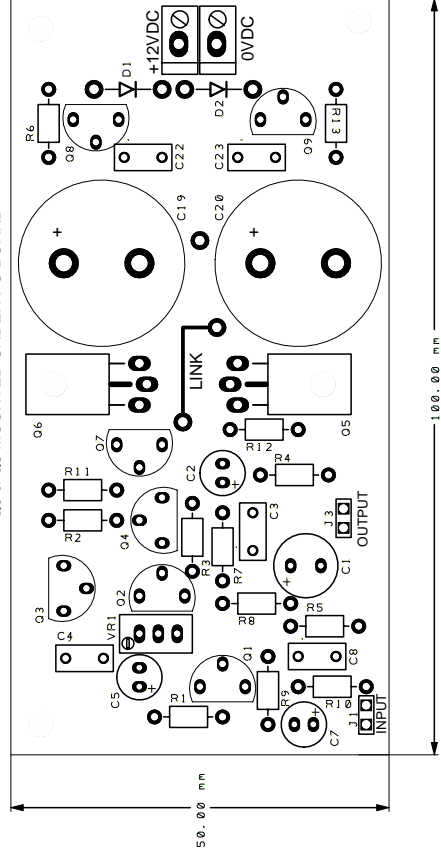 +12VDC
0VDC
D1
D2
R6
Q8
C22
C23
Q9
R13
C19
C20
+
+
LINK
Q6
Q5
Q7
R12
R11
C2
+
R4
R2
Q4
C3
J3
OUTPUT
R3
R7
Q3
Q2
C1
+
R8
R5
C4
VR1
Q1
C8
C5
+
R1
R9
R10
J1
INPUT
C7
+
100.00 mm
50.00 mm